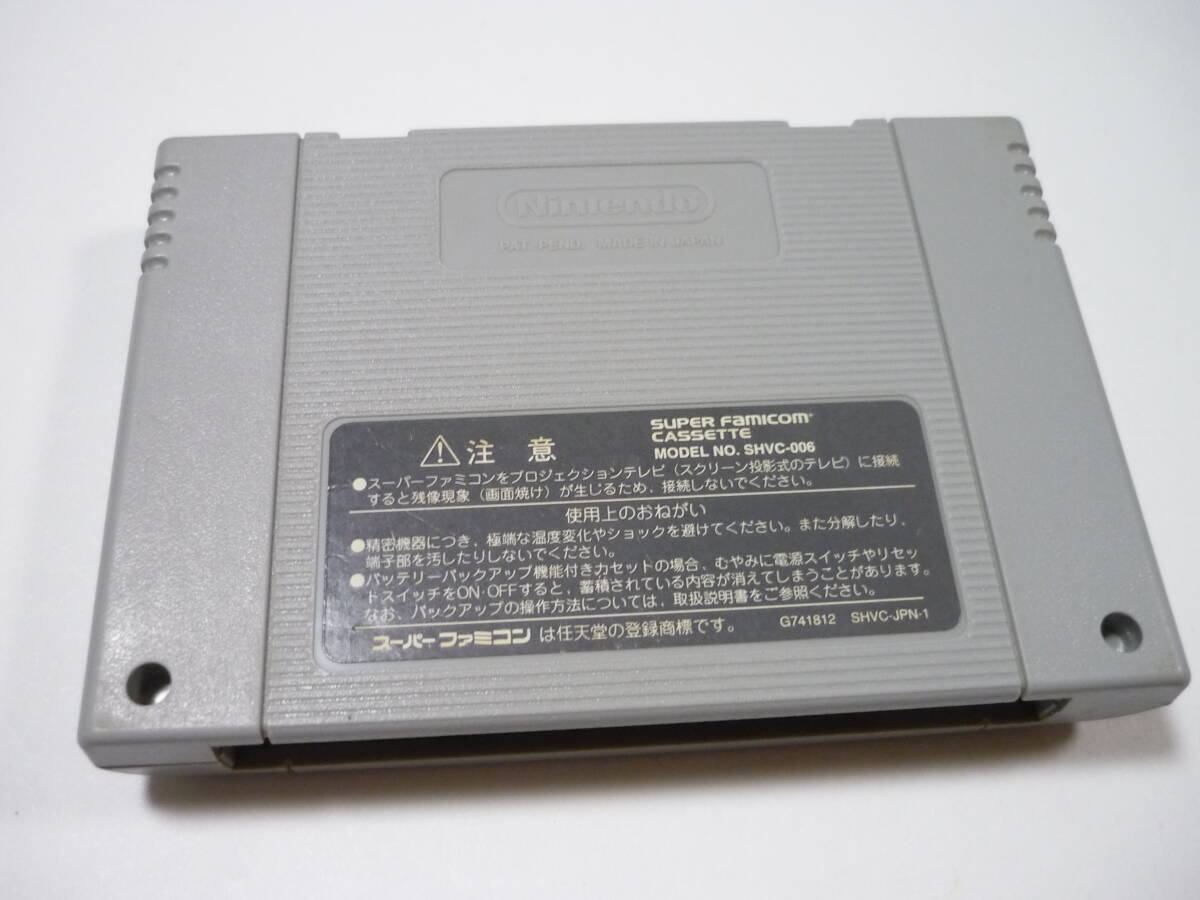 Nintendo
PAT. PEND. MADE IN JAPAN
⚠注意
SUPER Famicom
CASSETTE
MODEL NO. SHVC-006
●スーパーファミコンをプロジェクションテレビ（スクリーン投影式のテレビ）に接続
すると残像現象（画面焼け）が生じるため、接続しないでください。
使用上のおねがい
●精密機器につき、極端な温度変化やショックを避けてください。また分解したり、
端子部を汚したりしないでください。
●バッテリーバックアップ機能付きカセットの場合、むやみに電源スイッチやリセッ
トスイッチをON・OFFすると、蓄積されている内容が消えてしまうことがあります。
なお、バックアップの操作方法については、取扱説明書をご参照ください。
スーパーファミコン は任天堂の登録商標です。
G741812 SHVC-JPN-1